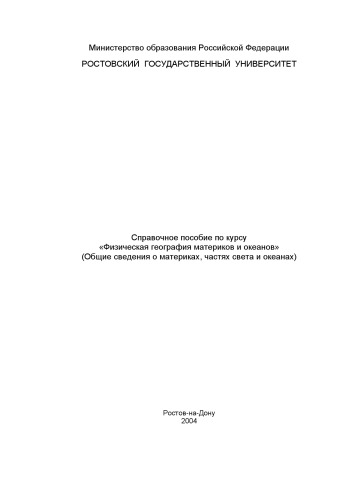 Министерство образования Российской Федерации
РОСТОВСКИЙ ГОСУДАРСТВЕННЫЙ УНИВЕРСИТЕТ
Справочное пособие по курсу
«Физическая география материков и океанов»
(Общие сведения о материках, частях света и океанах)
Ростов-на-Дону
2004